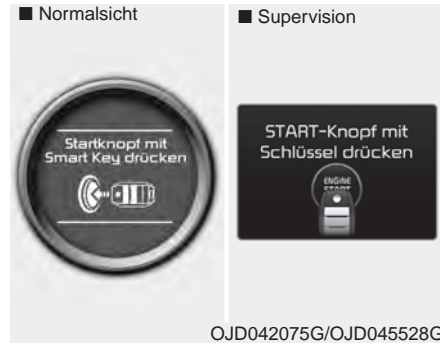 ■ Normalsicht
Startknopf mit
Smart Key drücken
■ Supervision
START-Knopf mit
Schlüssel drücken
ENGINE
START
OJD042075G/OJD045528G